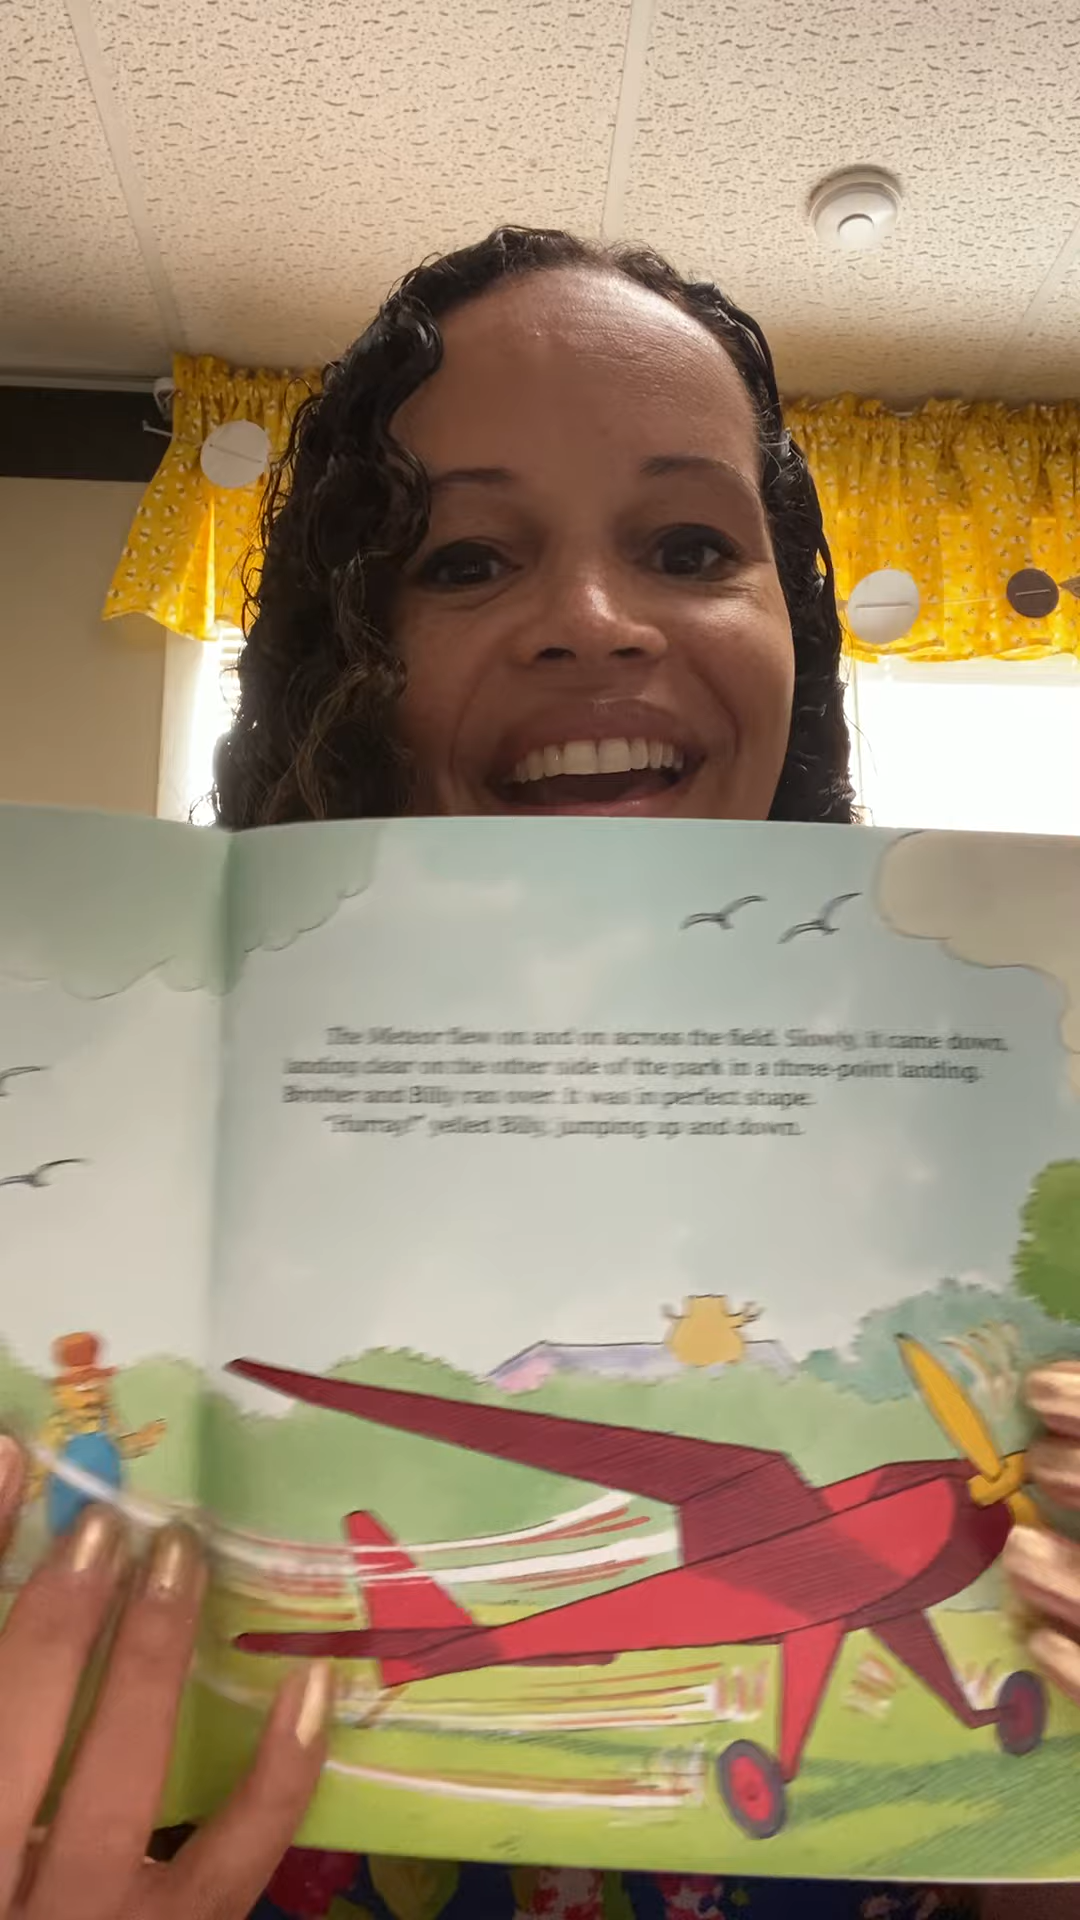 The Meteor flew on and on across the field. Slowly, it came down,
landing clear on the other side of the park in a three-point landing.
Brother and Billy ran over. It was in perfect shape.
"Hurray!" yelled Billy, jumping up and down.